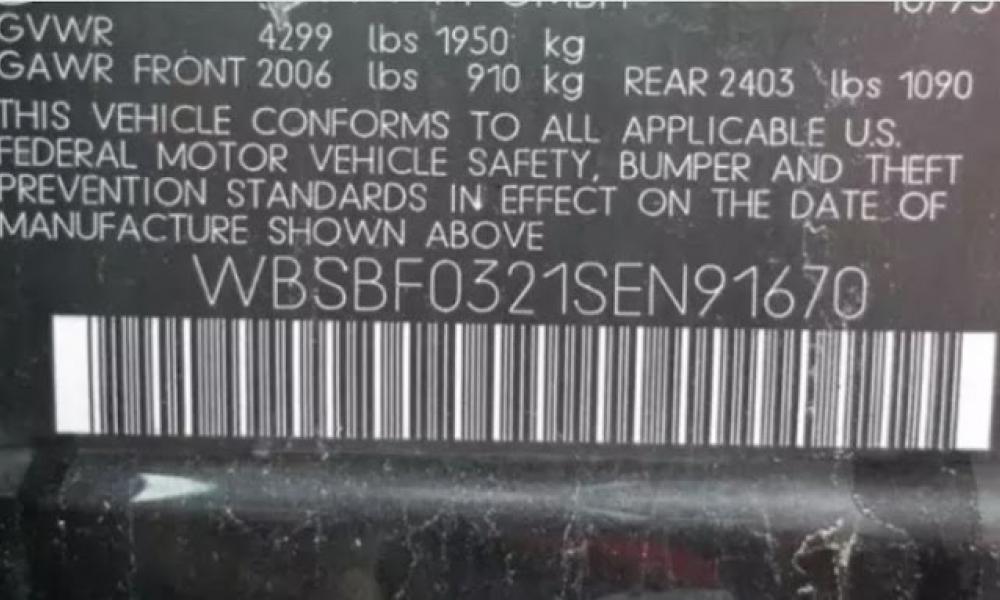 GVWR 4299 lbs 1950 kg
GAWR FRONT 2006 lbs 910 kg REAR 2403 lbs 1090
THIS VEHICLE CONFORMS TO ALL APPLICABLE U.S.
FEDERAL MOTOR VEHICLE SAFETY, BUMPER AND THEFT
PREVENTION STANDARDS IN EFFECT ON THE DATE OF
MANUFACTURE SHOWN ABOVE
WBSBF0321SEN91670